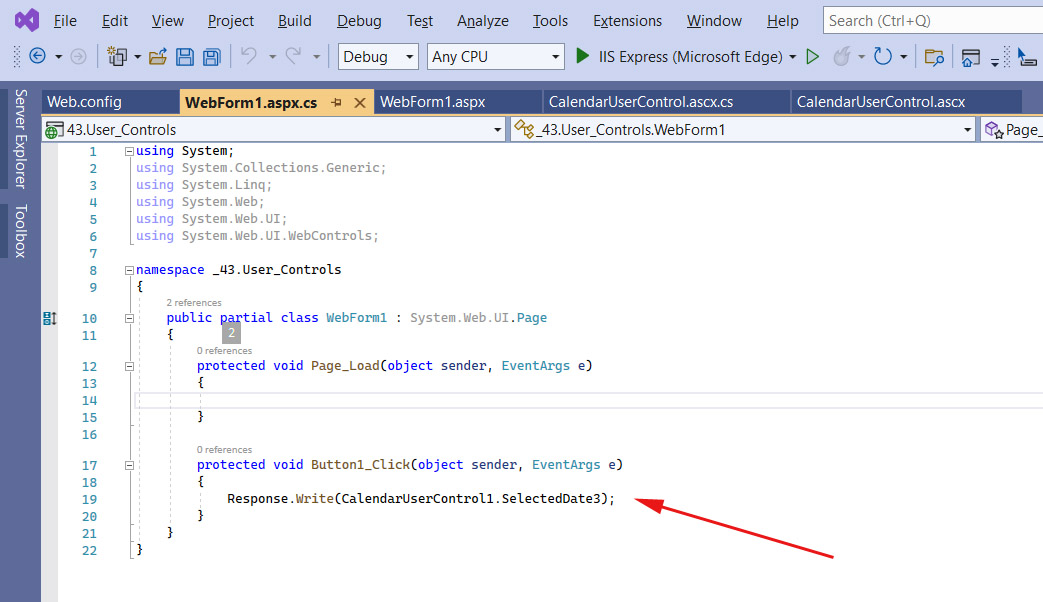 File Edit View Project Build Debug Test Analyze Tools Extensions Window Help Search (Ctrl+Q)
Debug Any CPU IIS Express (Microsoft Edge)
Server Explorer
Toolbox
Web.config WebForm1.aspx.cs WebForm1.aspx CalendarUserControl.ascx.cs CalendarUserControl.ascx
43.User_Controls _43.User_Controls.WebForm1 Page_
1 using System;
2 using System.Collections.Generic;
3 using System.Linq;
4 using System.Web;
5 using System.Web.UI;
6 using System.Web.UI.WebControls;
7
8 namespace _43.User_Controls
9 {
2 references
10 public partial class WebForm1 : System.Web.UI.Page
11 {
2
0 references
12 protected void Page_Load(object sender, EventArgs e)
13 {
14
15 }
16
0 references
17 protected void Button1_Click(object sender, EventArgs e)
18 {
19 Response.Write(CalendarUserControl1.SelectedDate3);
20 }
21 }
22 }